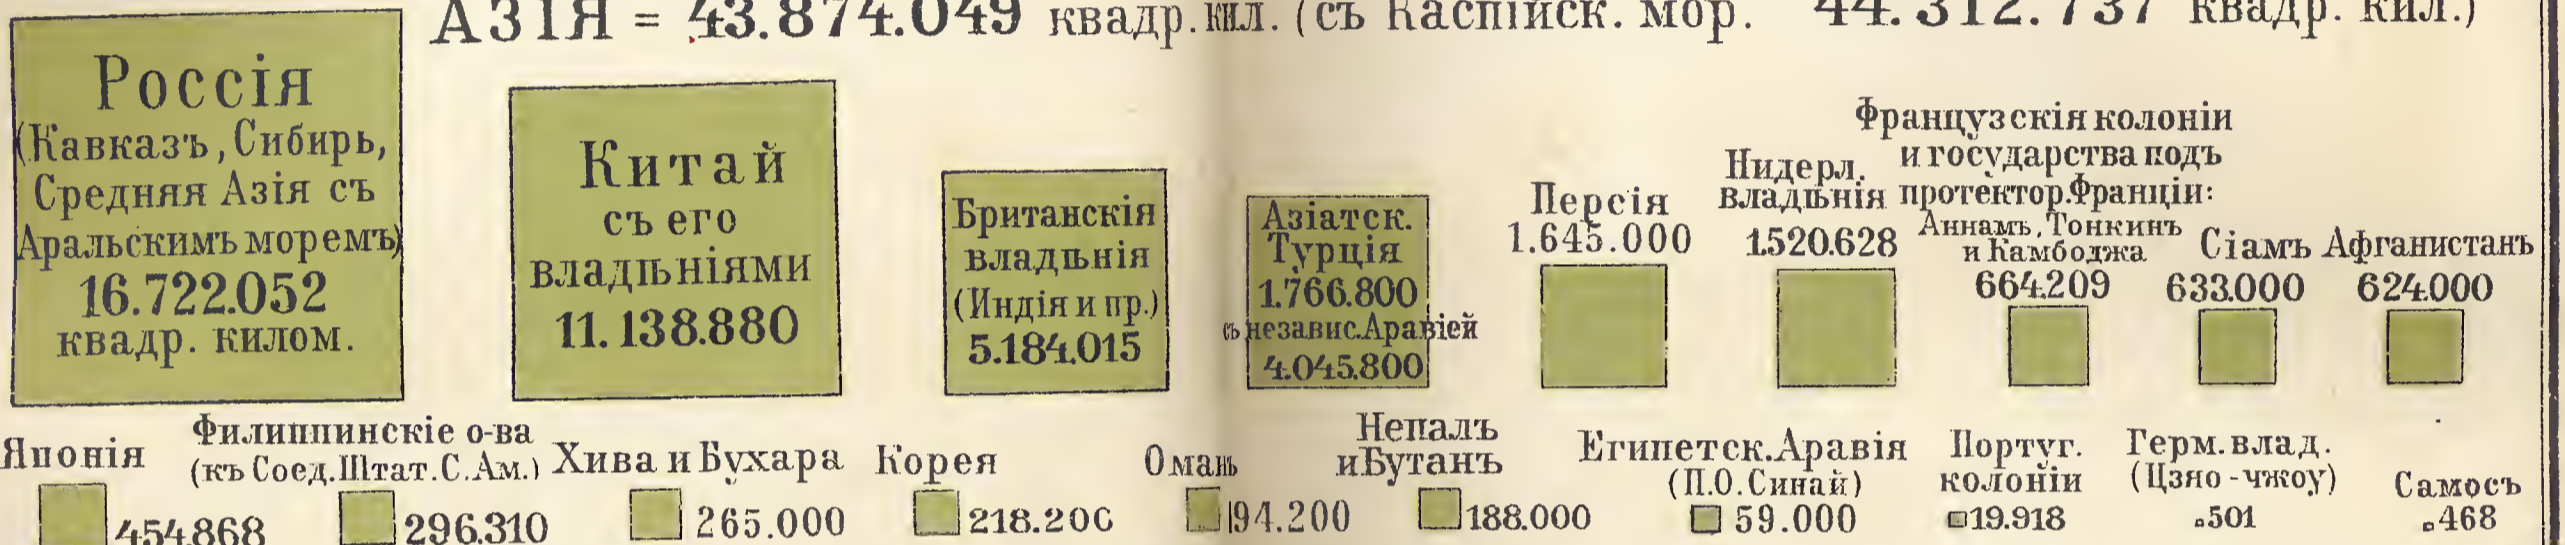 АЗІЯ = 43.874.049 квадр. кил. (съ Каспійск. мор. 44.312.737 квадр. кил.)
Россія
(Кавказъ, Сибирь,
Средняя Азія съ
Аральскимъ моремъ)
16.722.052
квадр. килом.
Китай
съ его
владѣніями
11.138.880
Британскія
владѣнія
(Индія и пр.)
5.184.015
Азіатск.
Турція
1.766.800
съ независ. Аравіей
4.045.800
Персія
1.645.000
Нидерл.
владѣнія
1.520.628
Французскія колоніи
и государства подъ
протектор. Франціи:
Аннамъ, Тонкинъ
и Камбоджа
664.209
Сіамъ
633.000
Афганистанъ
624.000
Японія
454.868
Филиппинскіе о-ва
(къ Соед. Штат. С. Ам.)
296.310
Хива и Бухара
265.000
Корея
218.200
Оманъ
194.200
Непалъ
и Бутанъ
188.000
Египетск. Аравія
(П.О. Синай)
59.000
Португ.
колоніи
19.918
Герм. влад.
(Цзяо-чжоу)
501
Самосъ
468